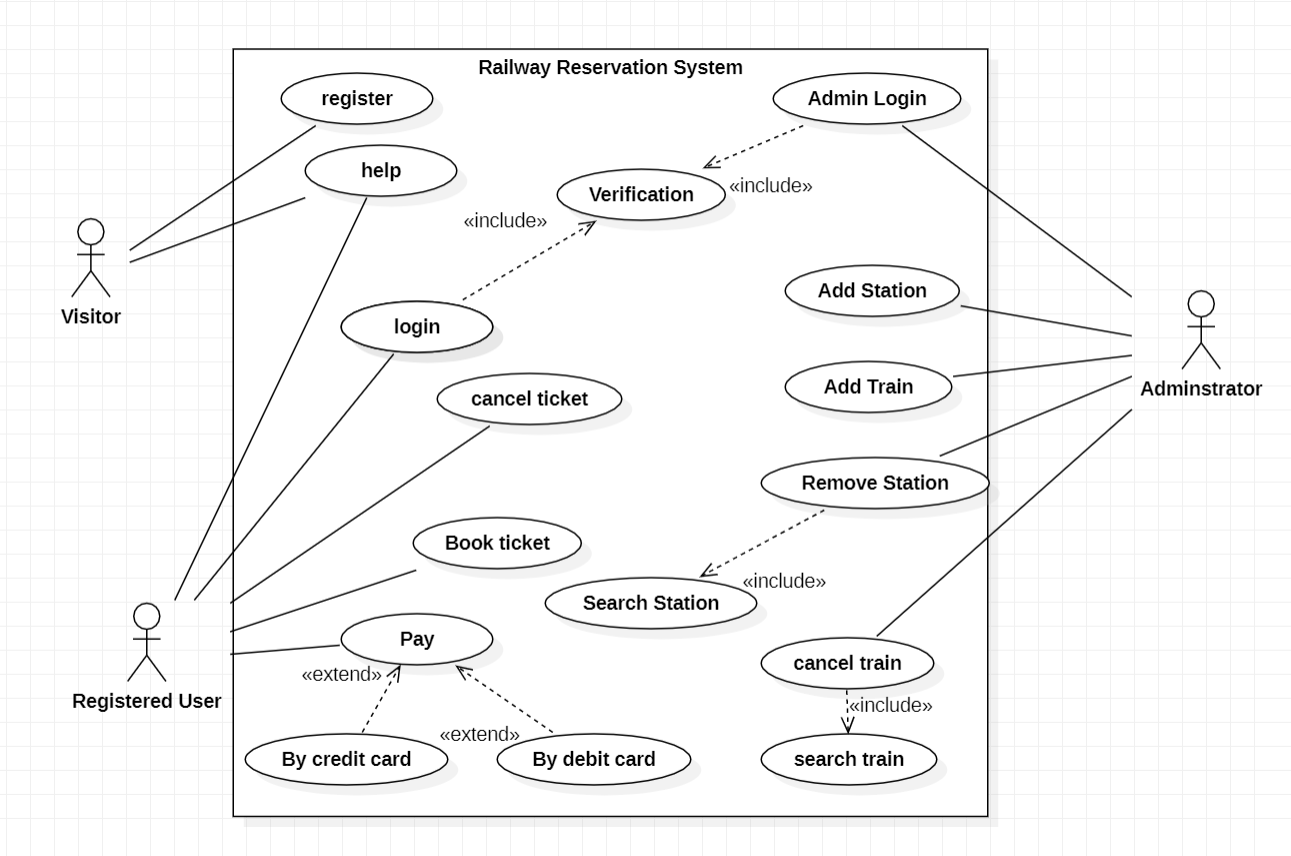 Railway Reservation System
register
Admin Login
help
Verification
«include»
«include»
Visitor
Add Station
login
Add Train
Adminstrator
cancel ticket
Remove Station
Book ticket
«include»
Search Station
Pay
cancel train
«extend»
Registered User
«include»
«extend»
By credit card
By debit card
search train